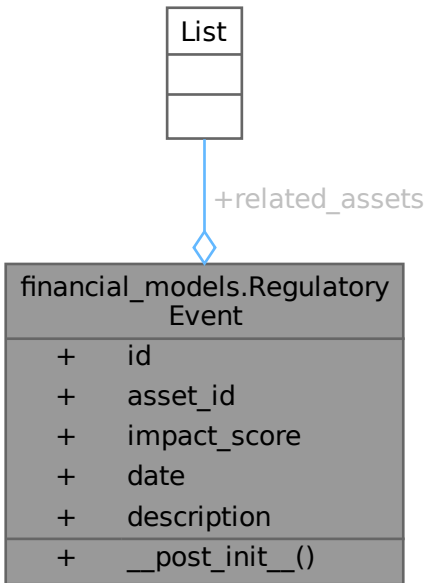 List
+related_assets
financial_models.Regulatory
Event
+ id
+ asset_id
+ impact_score
+ date
+ description
+ __post_init__()